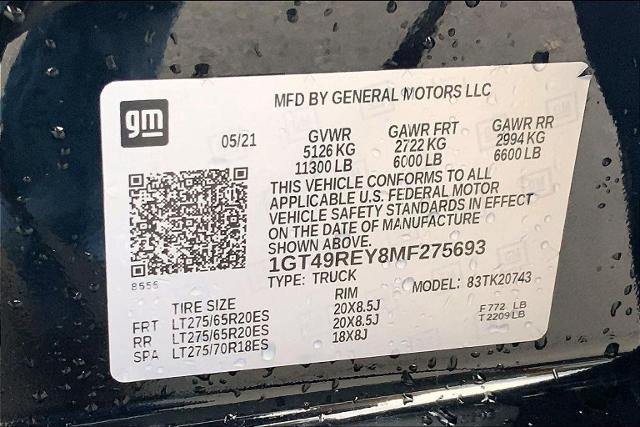 gm
MFD BY GENERAL MOTORS LLC
05/21
GVWR
5126 KG
11300 LB
GAWR FRT
2722 KG
6000 LB
GAWR RR
2994 KG
6600 LB
THIS VEHICLE CONFORMS TO ALL
APPLICABLE U.S. FEDERAL MOTOR
VEHICLE SAFETY STANDARDS IN EFFECT
ON THE DATE OF MANUFACTURE
SHOWN ABOVE.
1GT49REY8MF275693
TYPE: TRUCK MODEL: 83TK20743
8556
TIRE SIZE RIM
FRT LT275/65R20ES 20X8.5J F 772 LB
RR LT275/65R20ES 20X8.5J T 2209 LB
SPA LT275/70R18ES 18X8J